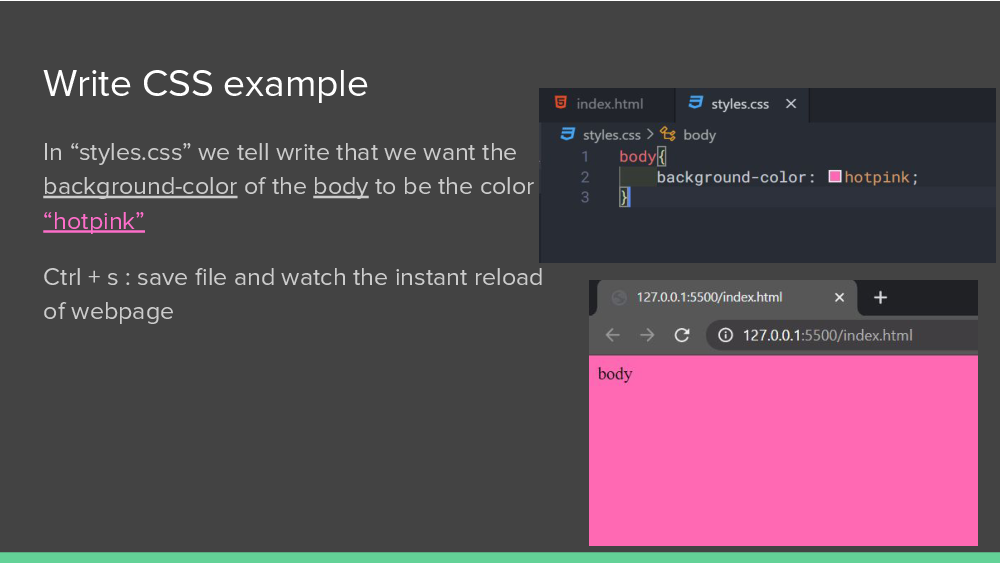 Write CSS example
In “styles.css” we tell write that we want the
background-color of the body to be the color
“hotpink”
Ctrl + s : save file and watch the instant reload
of webpage
index.html
styles.css
styles.css > body
1 body{
2 background-color: hotpink;
3 }
127.0.0.1:5500/index.html
127.0.0.1:5500/index.html
body